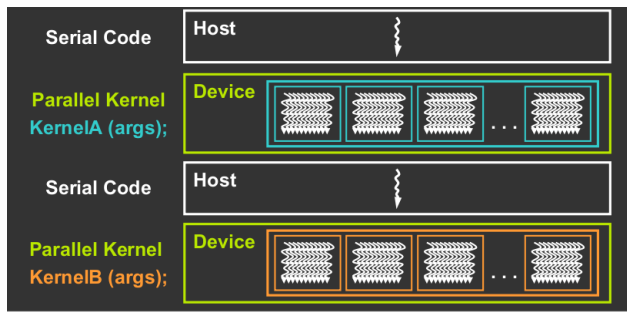 Serial Code
Host
Parallel Kernel
KernelA (args);
Device
. . .
Serial Code
Host
Parallel Kernel
KernelB (args);
Device
. . .